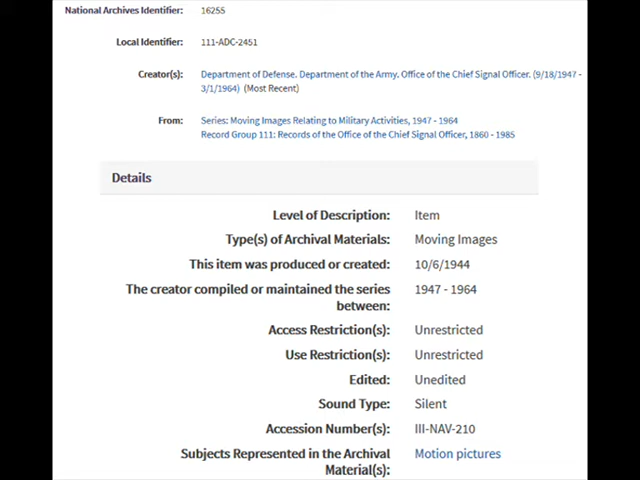 National Archives Identifier: 16255
Local Identifier: 111-ADC-2451
Creator(s): Department of Defense. Department of the Army. Office of the Chief Signal Officer. (9/18/1947 -
3/1/1964) (Most Recent)
From: Series: Moving Images Relating to Military Activities, 1947 - 1964
Record Group 111: Records of the Office of the Chief Signal Officer, 1860 - 1985
Details
Level of Description: Item
Type(s) of Archival Materials: Moving Images
This item was produced or created: 10/6/1944
The creator compiled or maintained the series 1947 - 1964
between:
Access Restriction(s): Unrestricted
Use Restriction(s): Unrestricted
Edited: Unedited
Sound Type: Silent
Accession Number(s): III-NAV-210
Subjects Represented in the Archival Motion pictures
Material(s):